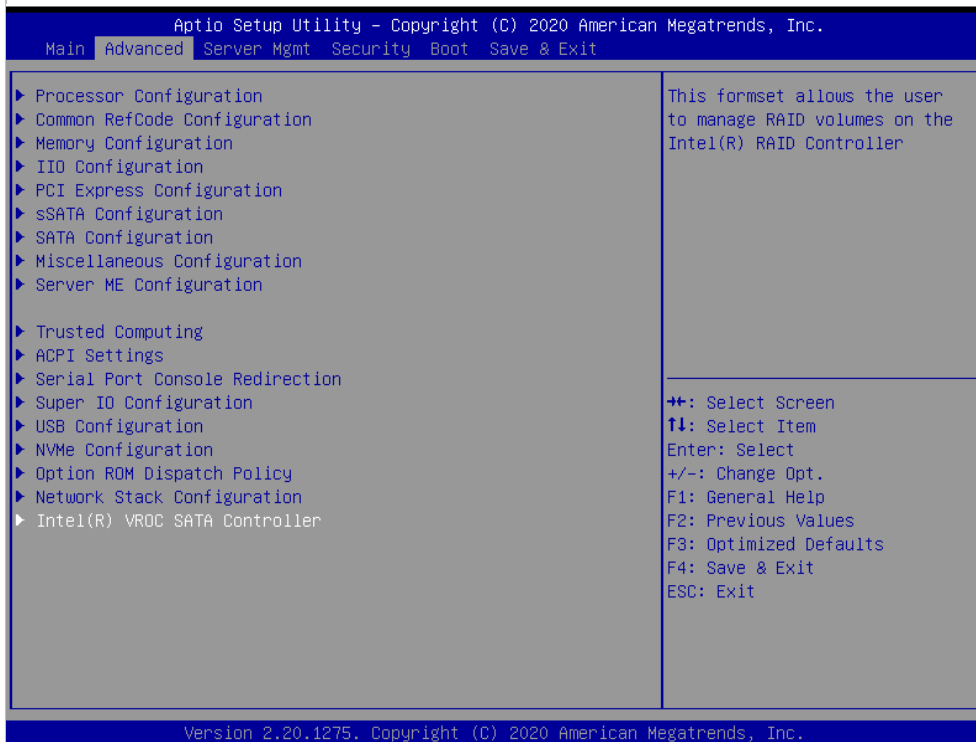 Aptio Setup Utility – Copyright (C) 2020 American Megatrends, Inc.
Main Advanced Server Mgmt Security Boot Save & Exit
▶ Processor Configuration
▶ Common RefCode Configuration
▶ Memory Configuration
▶ IIO Configuration
▶ PCI Express Configuration
▶ sSATA Configuration
▶ SATA Configuration
▶ Miscellaneous Configuration
▶ Server ME Configuration
▶ Trusted Computing
▶ ACPI Settings
▶ Serial Port Console Redirection
▶ Super IO Configuration
▶ USB Configuration
▶ NVMe Configuration
▶ Option ROM Dispatch Policy
▶ Network Stack Configuration
▶ Intel(R) VROC SATA Controller
This formset allows the user
to manage RAID volumes on the
Intel(R) RAID Controller
→←: Select Screen
↑↓: Select Item
Enter: Select
+/-: Change Opt.
F1: General Help
F2: Previous Values
F3: Optimized Defaults
F4: Save & Exit
ESC: Exit
Version 2.20.1275. Copyright (C) 2020 American Megatrends, Inc.